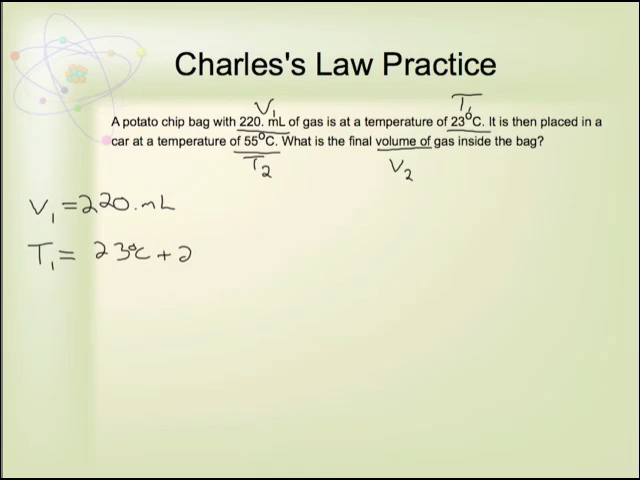 Charles's Law Practice
V₁ T₁
A potato chip bag with 220. mL of gas is at a temperature of 23°C. It is then placed in a
car at a temperature of 55°C. What is the final volume of gas inside the bag?
T₂ V₂
V₁ = 220. mL
T₁ = 23°C + 2